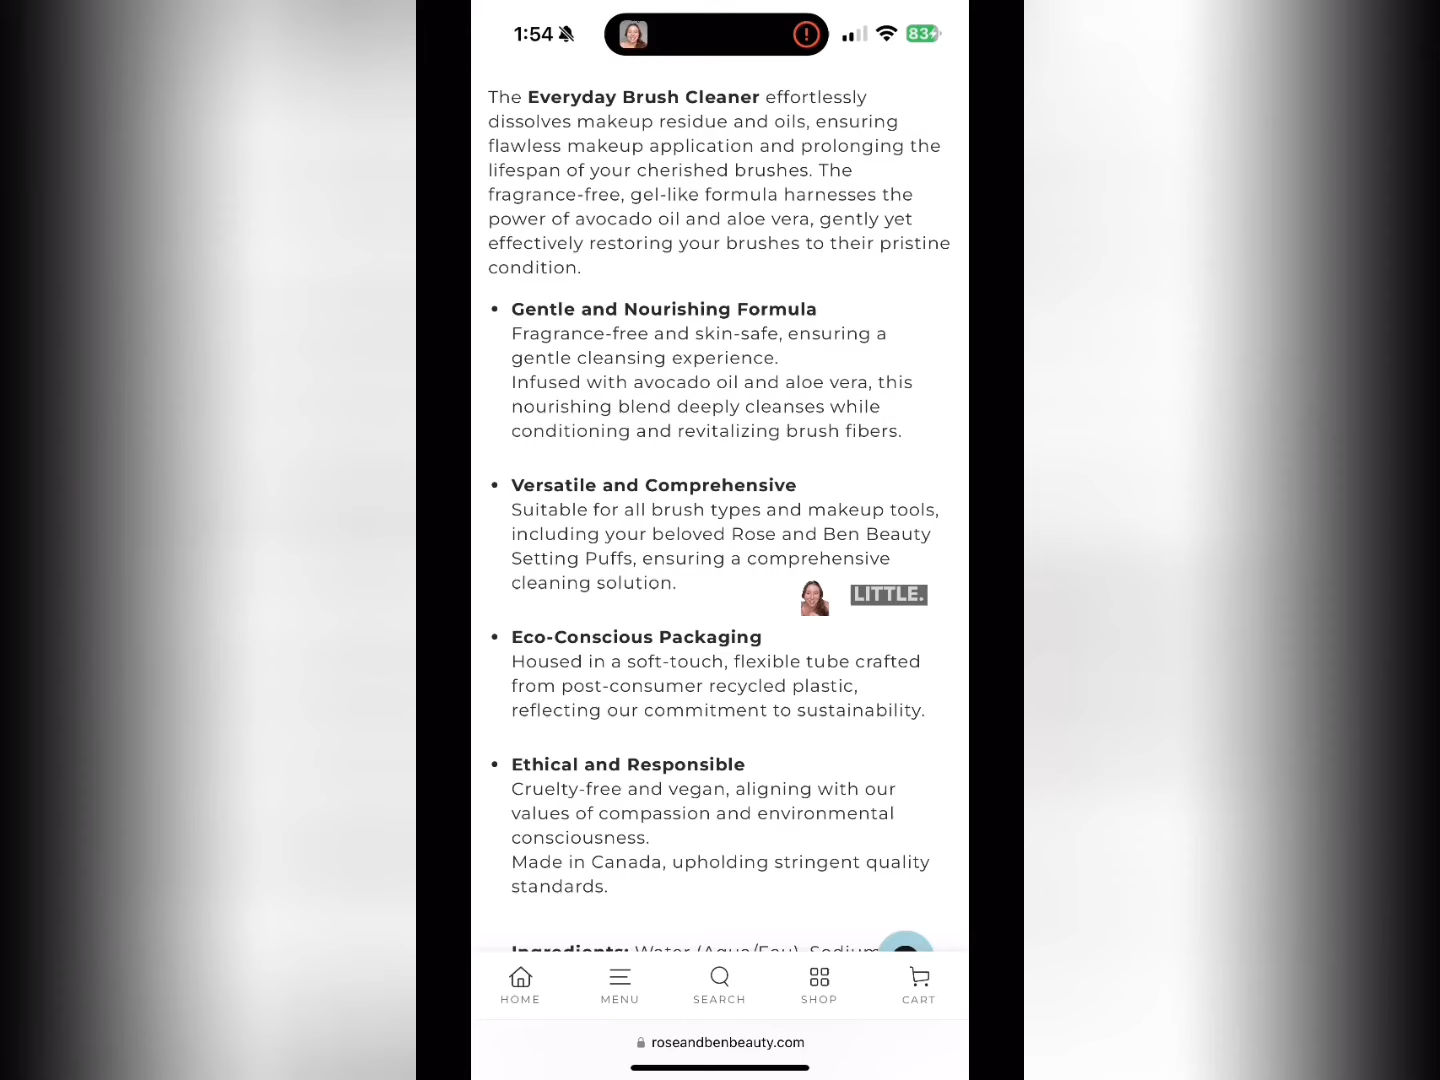 1:54
83
The Everyday Brush Cleaner effortlessly
dissolves makeup residue and oils, ensuring
flawless makeup application and prolonging the
lifespan of your cherished brushes. The
fragrance-free, gel-like formula harnesses the
power of avocado oil and aloe vera, gently yet
effectively restoring your brushes to their pristine
condition.
• Gentle and Nourishing Formula
Fragrance-free and skin-safe, ensuring a
gentle cleansing experience.
Infused with avocado oil and aloe vera, this
nourishing blend deeply cleanses while
conditioning and revitalizing brush fibers.
• Versatile and Comprehensive
Suitable for all brush types and makeup tools,
including your beloved Rose and Ben Beauty
Setting Puffs, ensuring a comprehensive
cleaning solution.
LITTLE.
• Eco-Conscious Packaging
Housed in a soft-touch, flexible tube crafted
from post-consumer recycled plastic,
reflecting our commitment to sustainability.
• Ethical and Responsible
Cruelty-free and vegan, aligning with our
values of compassion and environmental
consciousness.
Made in Canada, upholding stringent quality
standards.
Ingredients: Water (Aqua/Eau), Sodium
HOME
MENU
SEARCH
SHOP
CART
roseandbenbeauty.com